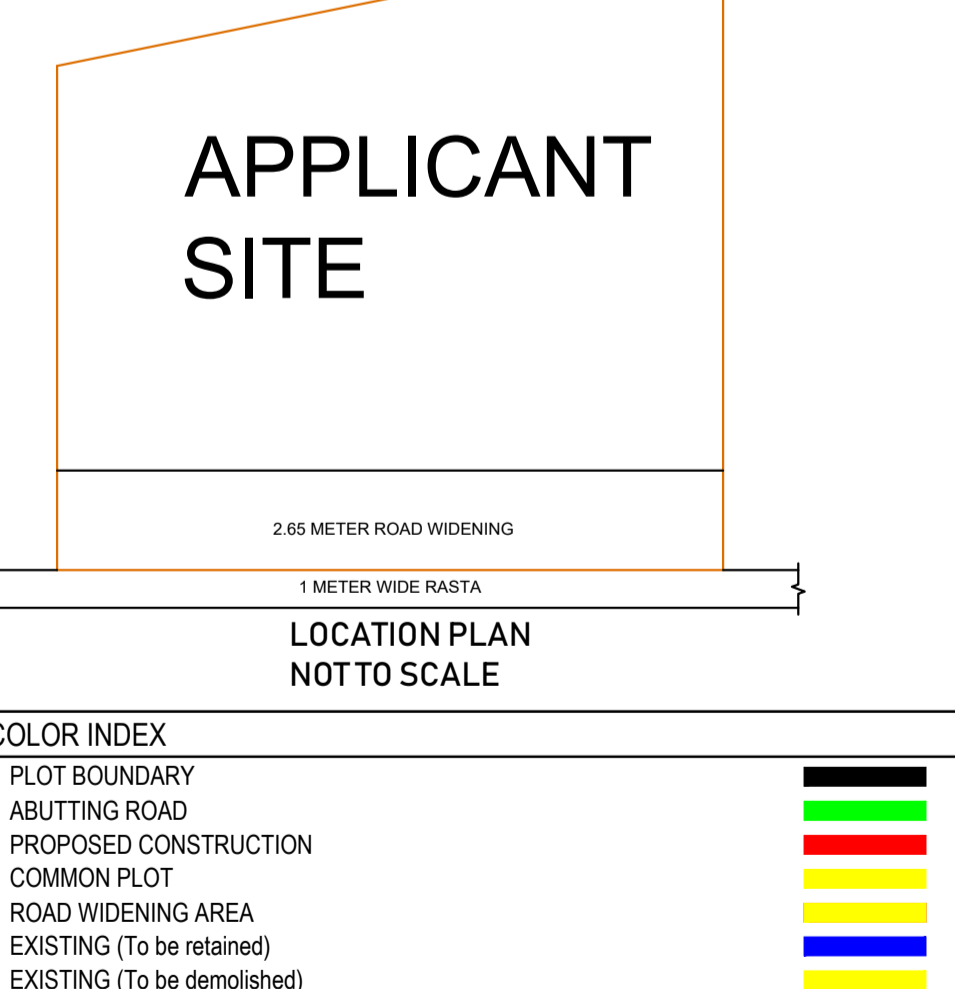 APPLICANT
SITE
2.65 METER ROAD WIDENING
1 METER WIDE RASTA
LOCATION PLAN
NOT TO SCALE
COLOR INDEX
PLOT BOUNDARY
ABUTTING ROAD
PROPOSED CONSTRUCTION
COMMON PLOT
ROAD WIDENING AREA
EXISTING (To be retained)
EXISTING (To be demolished)